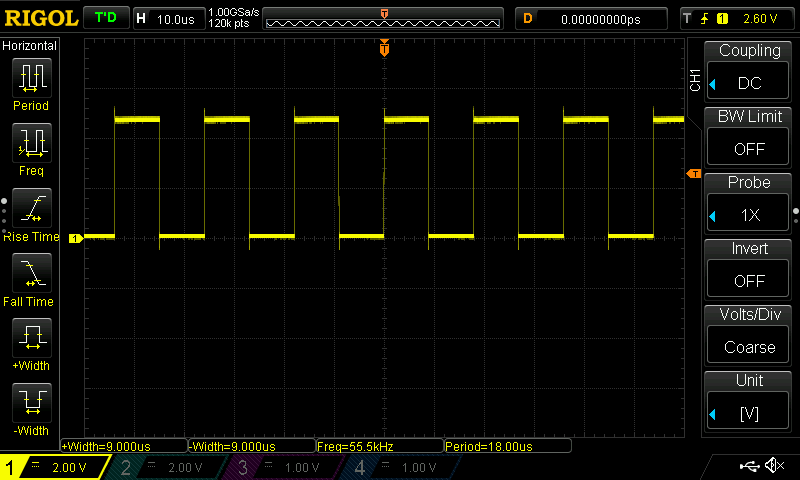 RIGOL T'D H 10.0us 1.00GSa/s 120k pts T D 0.00000000ps T 1 2.60 V
Horizontal
Period
Freq
Rise Time
Fall Time
+Width
-Width
T
1
T
CH1
Coupling
DC
BW Limit
OFF
Probe
1X
Invert
OFF
Volts/Div
Coarse
Unit
[V]
+Width=9.000us -Width=9.000us Freq=55.5kHz Period=18.00us
1 2.00 V 2 2.00 V 3 1.00 V 4 1.00 V